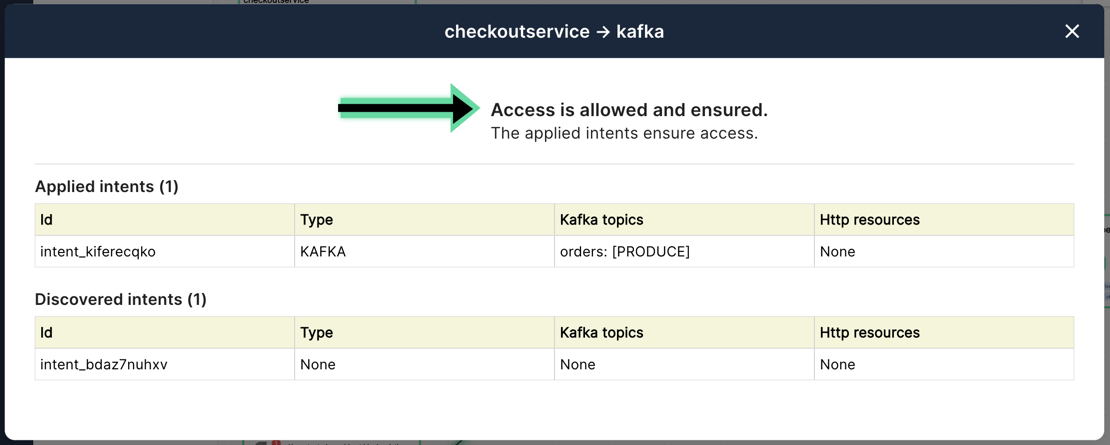 checkoutservice
checkoutservice → kafka
Access is allowed and ensured.
The applied intents ensure access.
Applied intents (1)
Id Type Kafka topics Http resources
intent_kiferecqko KAFKA orders: [PRODUCE] None
Discovered intents (1)
Id Type Kafka topics Http resources
intent_bdaz7nuhxv None None None